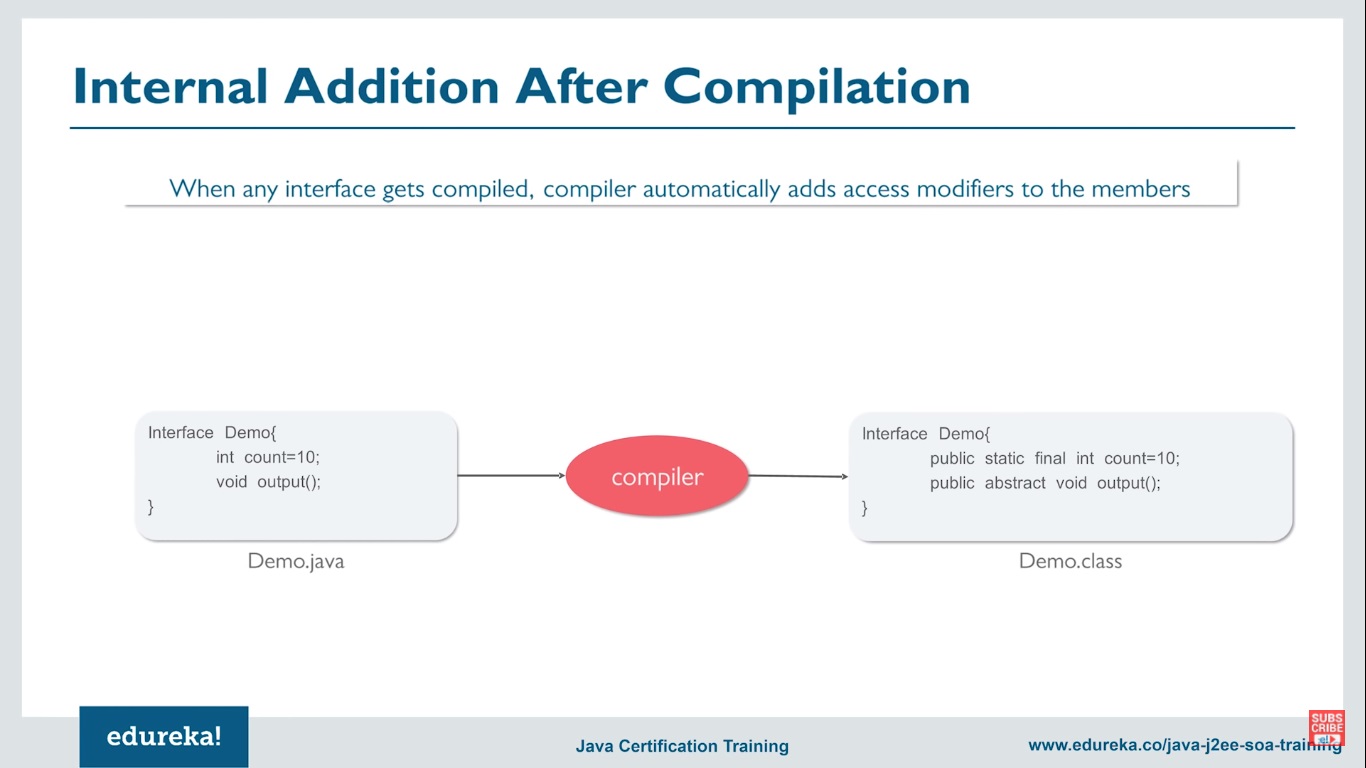 Internal Addition After Compilation
When any interface gets compiled, compiler automatically adds access modifiers to the members
Interface Demo{
int count=10;
void output();
}
Demo.java
compiler
Interface Demo{
public static final int count=10;
public abstract void output();
}
Demo.class
edureka!
Java Certification Training
www.edureka.co/java-j2ee-soa-training
SUBS
CRIBE